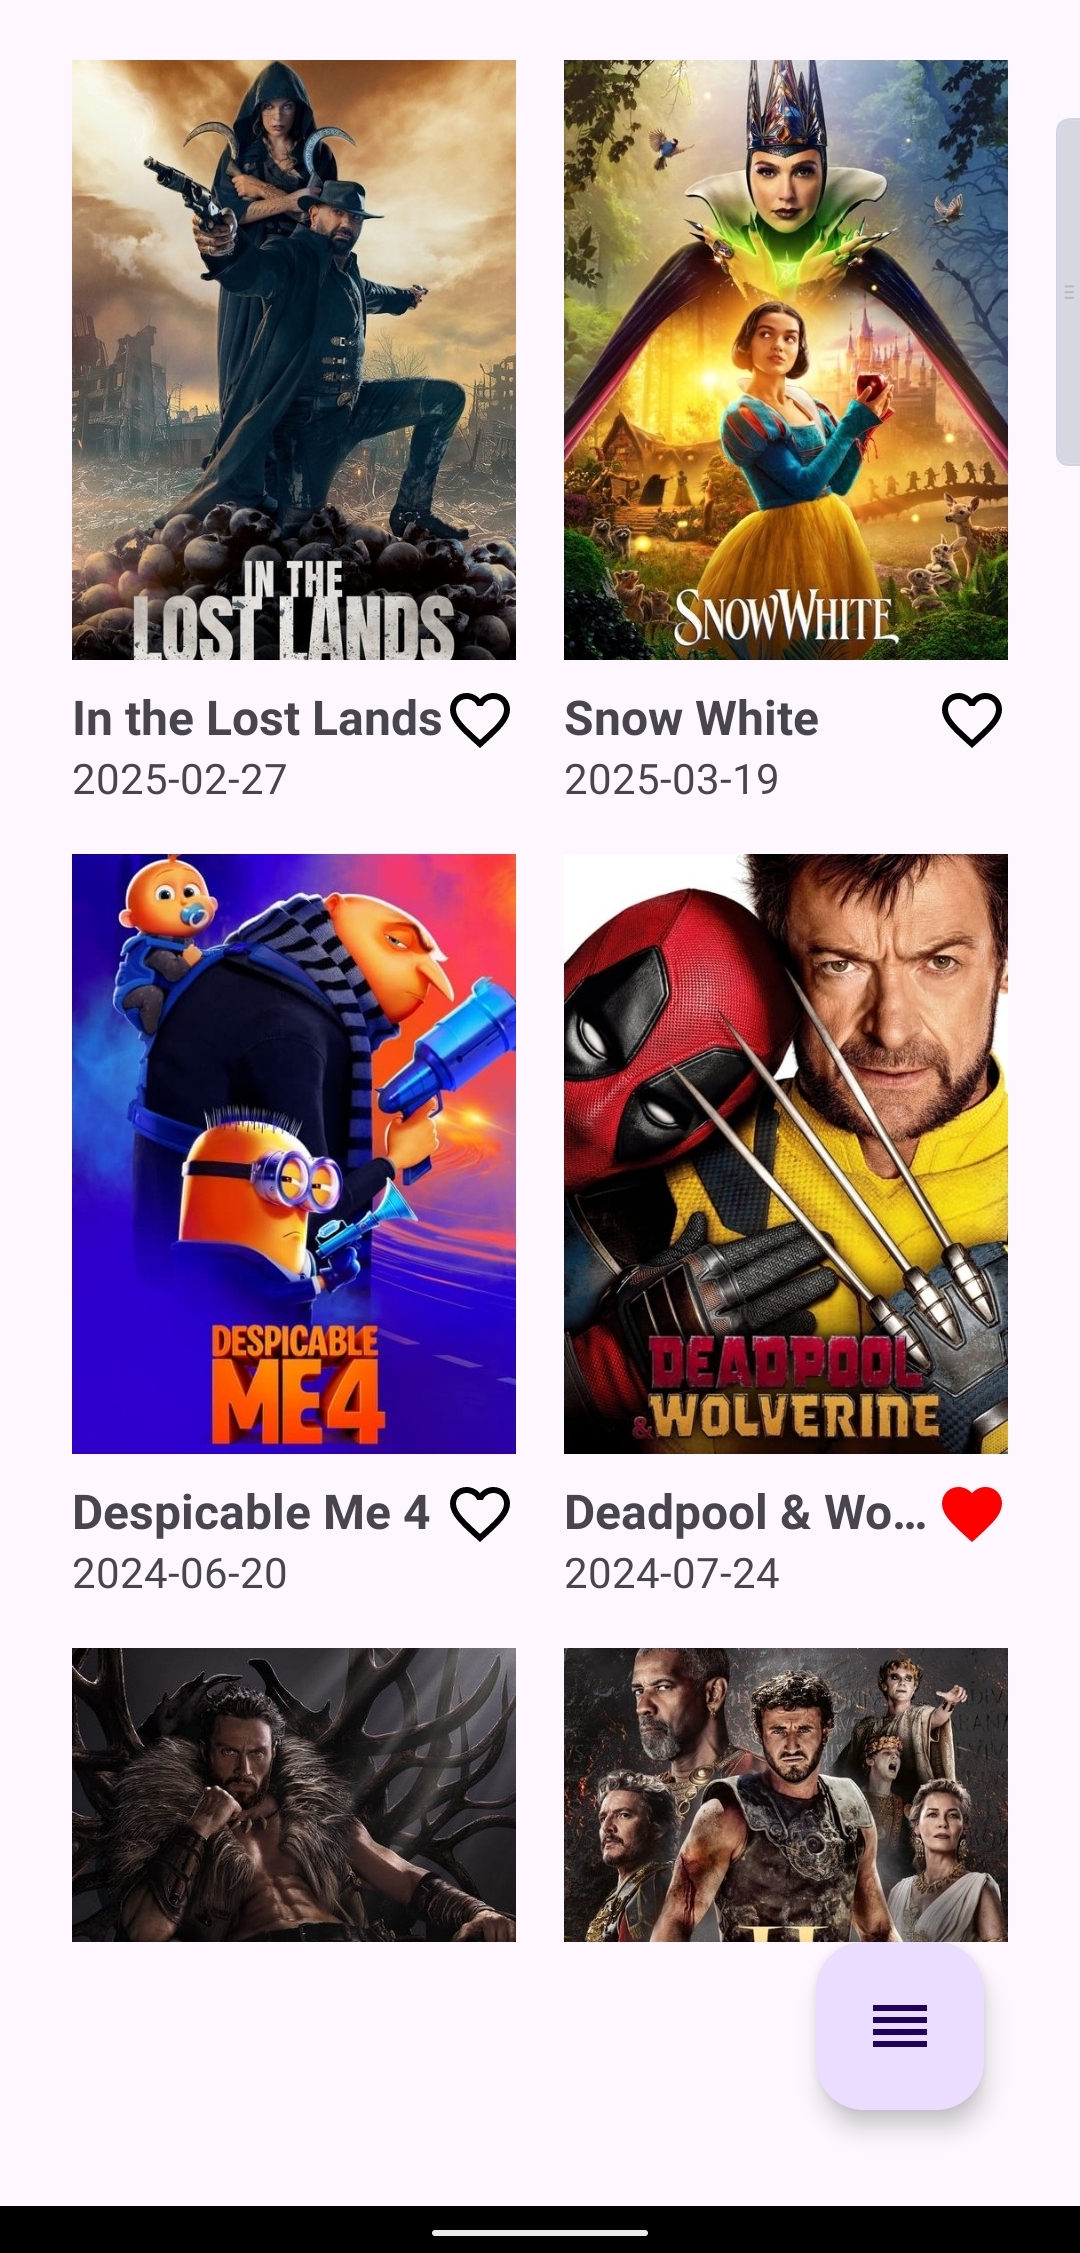 IN THE
LOST LANDS
SNOW WHITE
In the Lost Lands
Snow White
2025-02-27
2025-03-19
DESPICABLE
ME 4
DEADPOOL
&WOLVERINE
Despicable Me 4
Deadpool & Wo...
2024-06-20
2024-07-24
II